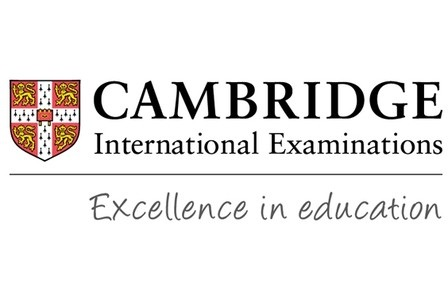 CAMBRIDGE
International Examinations
Excellence in education